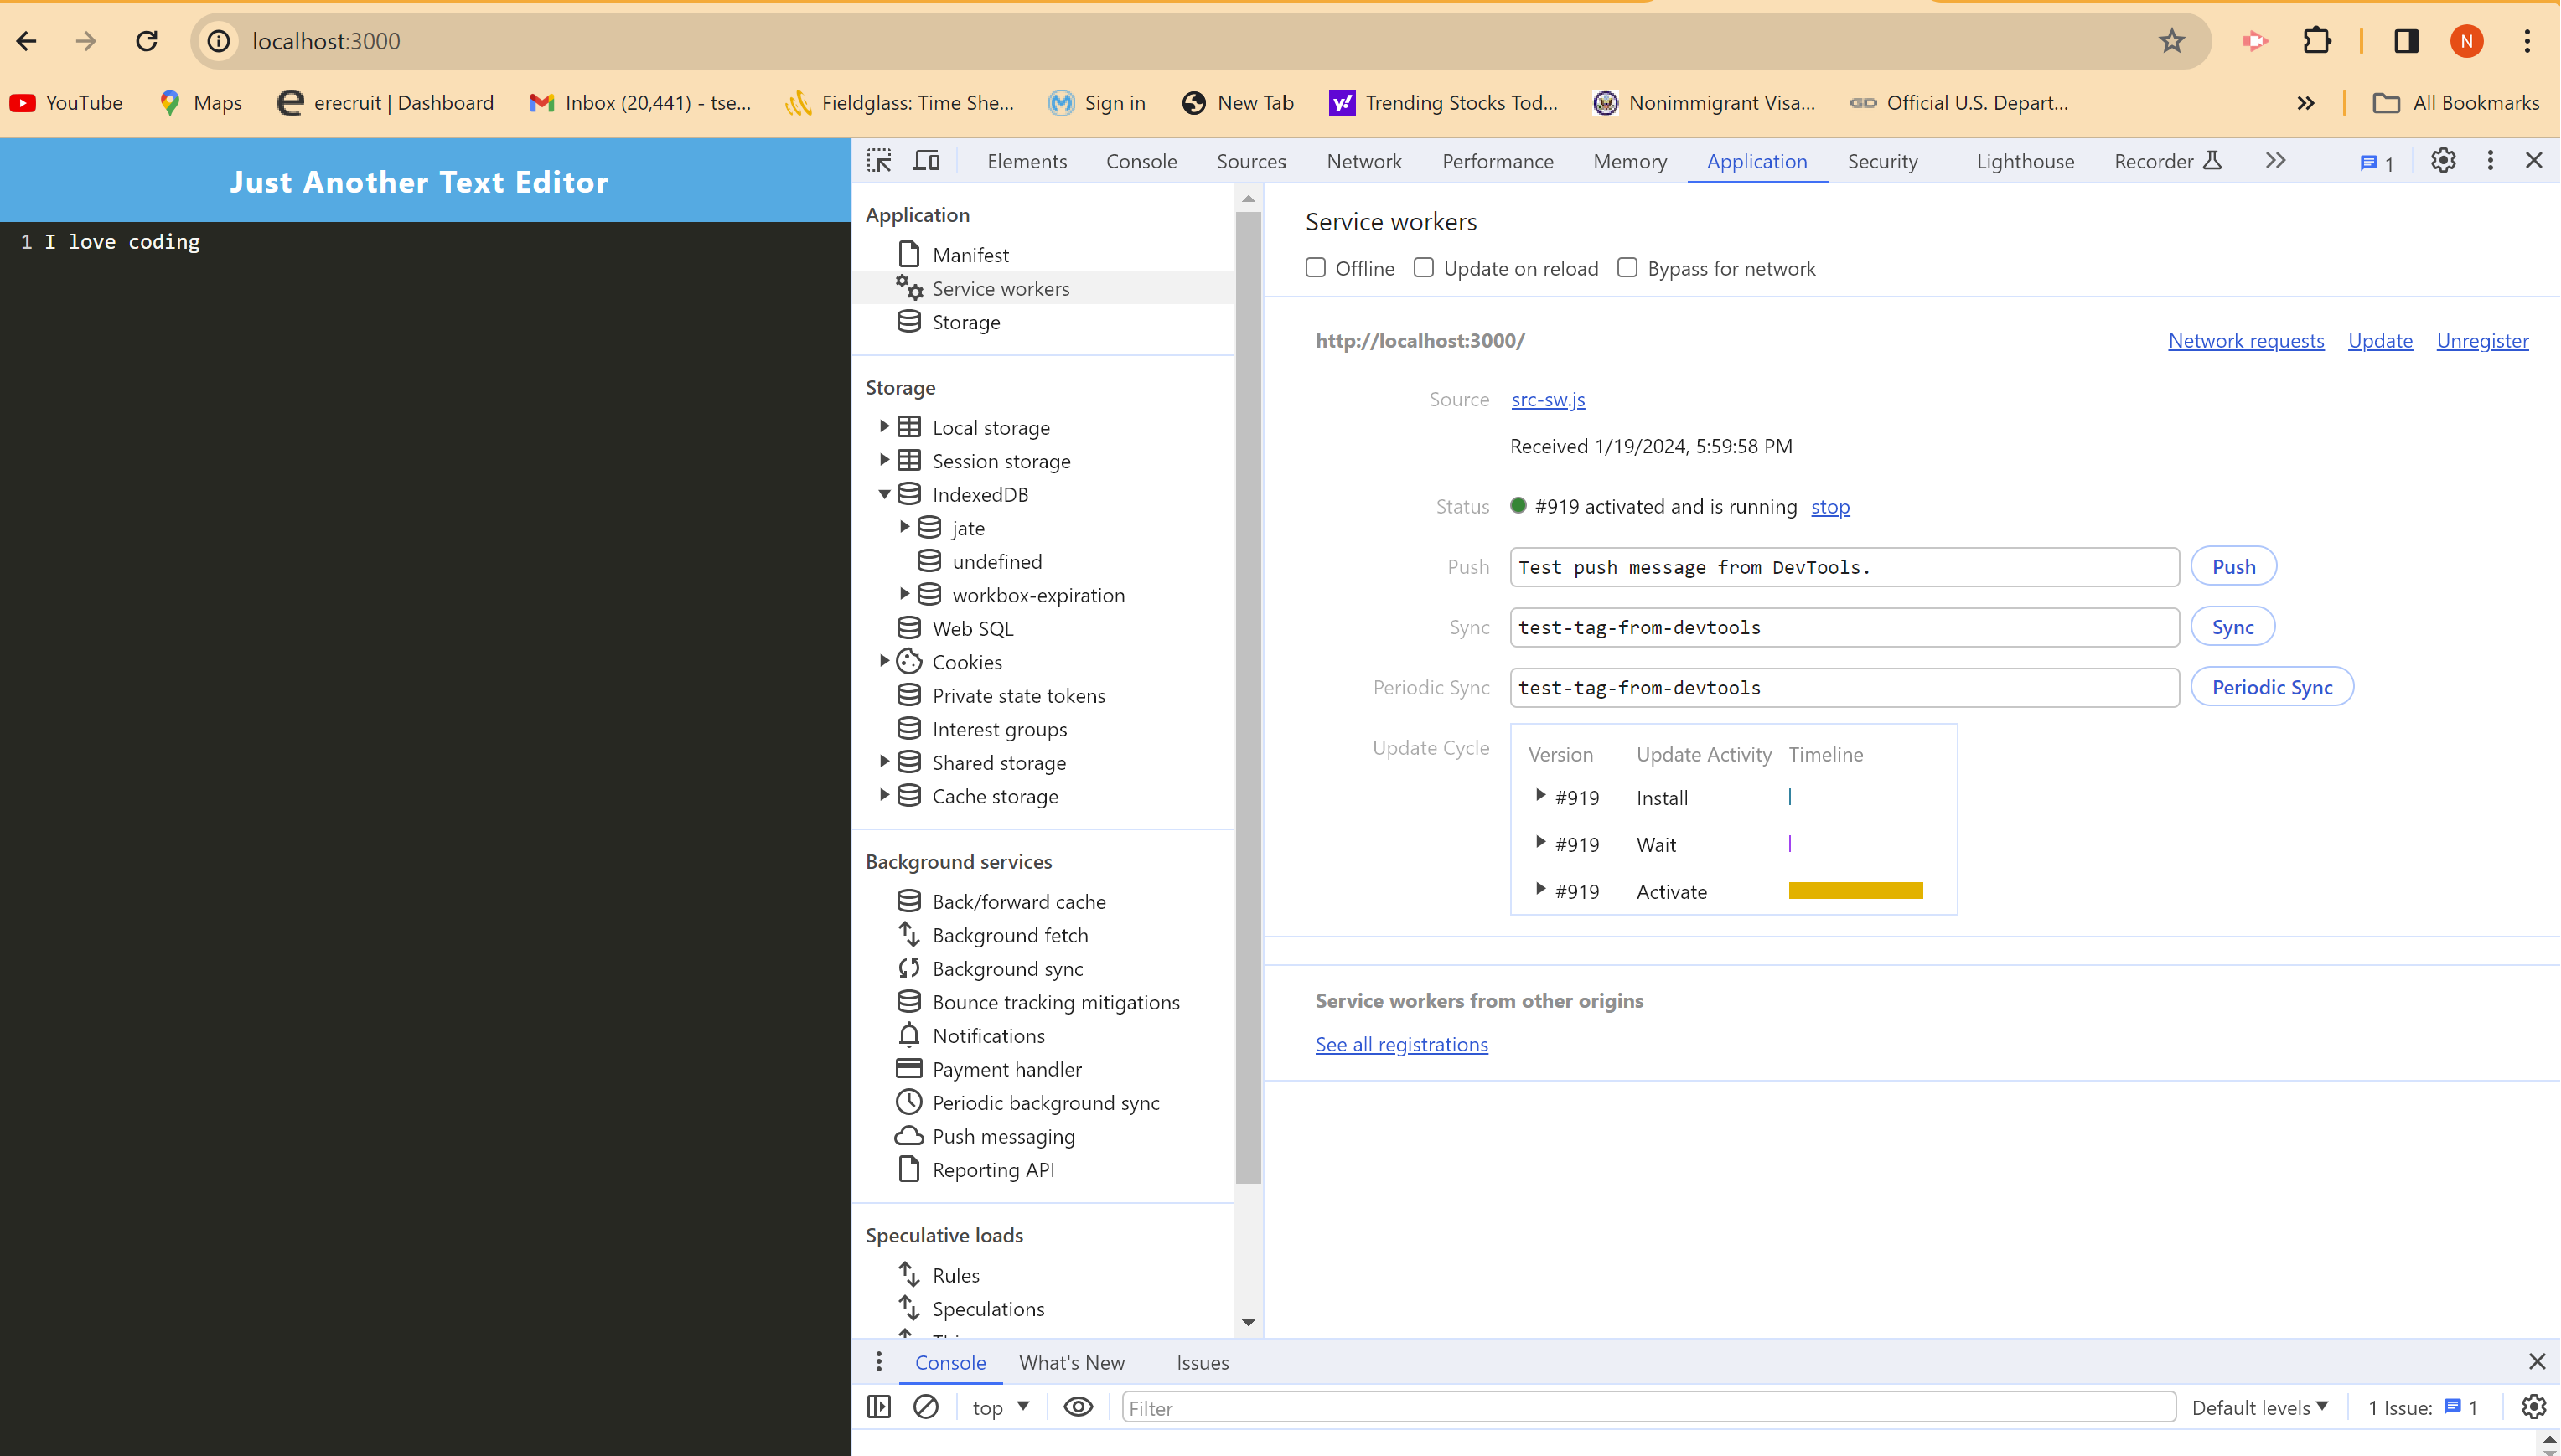 localhost:3000
N
YouTube Maps erecruit | Dashboard Inbox (20,441) - tse... Fieldglass: Time She... Sign in New Tab Trending Stocks Tod... Nonimmigrant Visa... Official U.S. Depart... All Bookmarks
Just Another Text Editor
1 I love coding
Elements Console Sources Network Performance Memory Application Security Lighthouse Recorder 1
Application
Manifest
Service workers
Storage
Storage
Local storage
Session storage
IndexedDB
jate
undefined
workbox-expiration
Web SQL
Cookies
Private state tokens
Interest groups
Shared storage
Cache storage
Background services
Back/forward cache
Background fetch
Background sync
Bounce tracking mitigations
Notifications
Payment handler
Periodic background sync
Push messaging
Reporting API
Speculative loads
Rules
Speculations
Service workers
Offline Update on reload Bypass for network
http://localhost:3000/ Network requests Update Unregister
Source src-sw.js
Received 1/19/2024, 5:59:58 PM
Status #919 activated and is running stop
Push Test push message from DevTools. Push
Sync test-tag-from-devtools Sync
Periodic Sync test-tag-from-devtools Periodic Sync
Update Cycle Version Update Activity Timeline
#919 Install
#919 Wait
#919 Activate
Service workers from other origins
See all registrations
Console What's New Issues
top Filter Default levels 1 Issue: 1